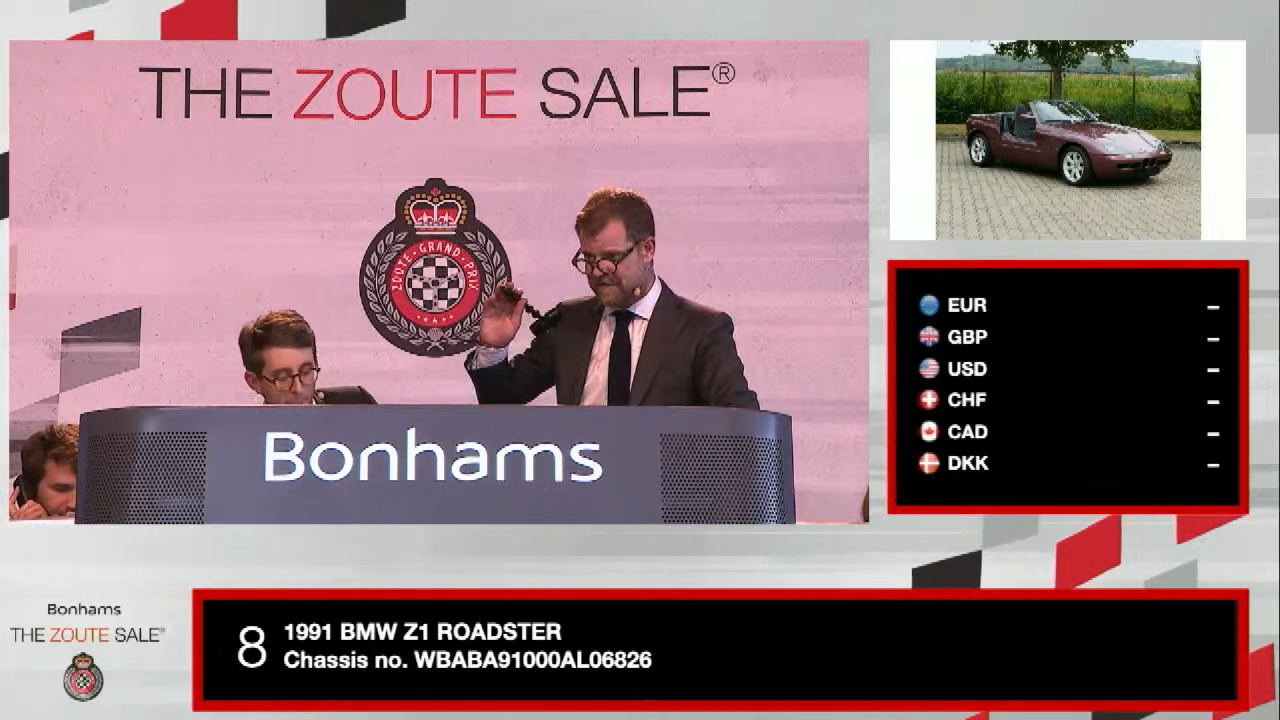 THE ZOUTE SALE®
ZOUTE · GRAND · PRIX
Bonhams
EUR –
GBP –
USD –
CHF –
CAD –
DKK –
Bonhams
THE ZOUTE SALE®
8
1991 BMW Z1 ROADSTER
Chassis no. WBABA91000AL06826